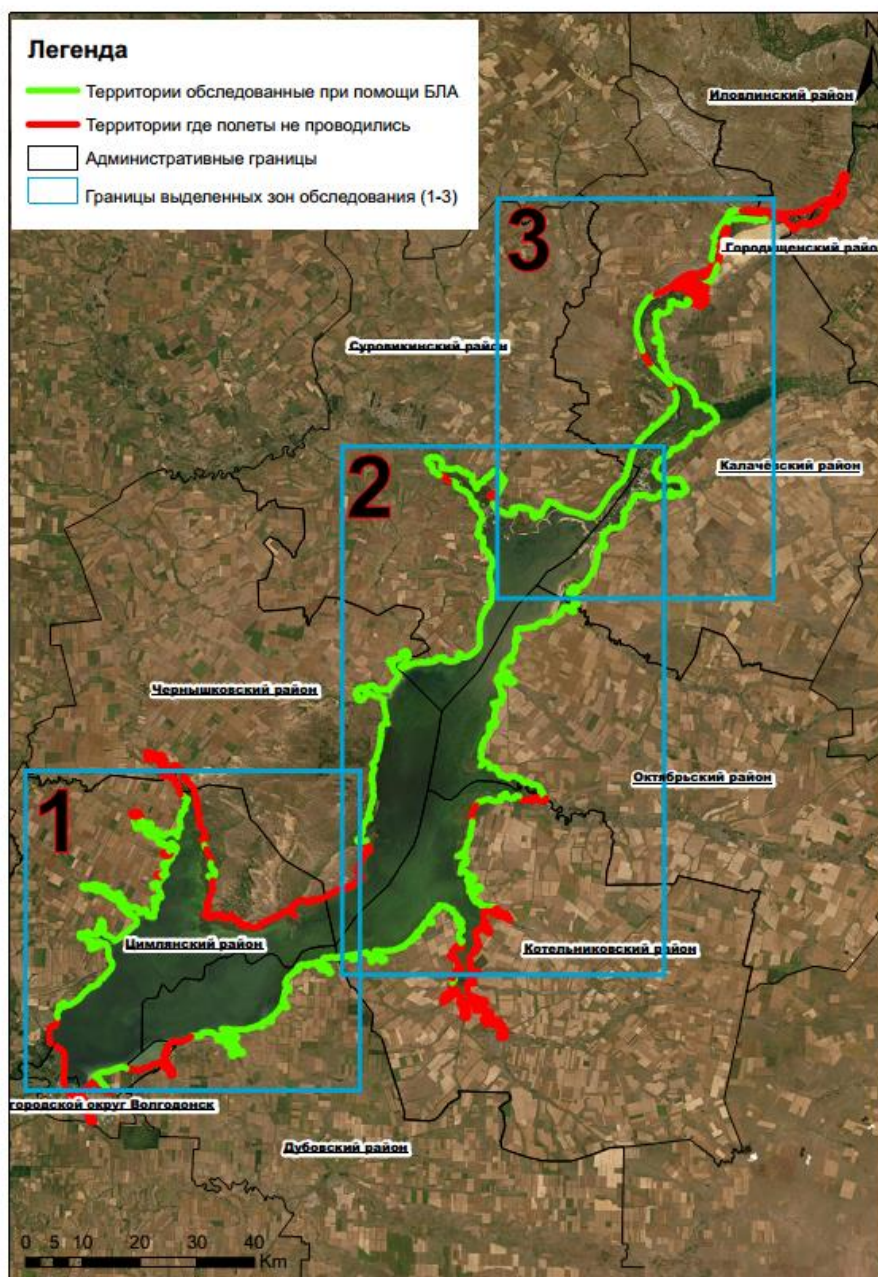 Легенда
Территории обследованные при помощи БЛА
Территории где полеты не проводились
Административные границы
Границы выделенных зон обследования (1-3)
N
Иловлинский район
3
Городищенский район
Суровикинский район
2
Калачёвский район
Чернышковский район
Октябрьский район
1
Цимлянский район
Котельниковский район
городской округ Волгодонск
Дубовский район
0 5 10 20 30 40
Km